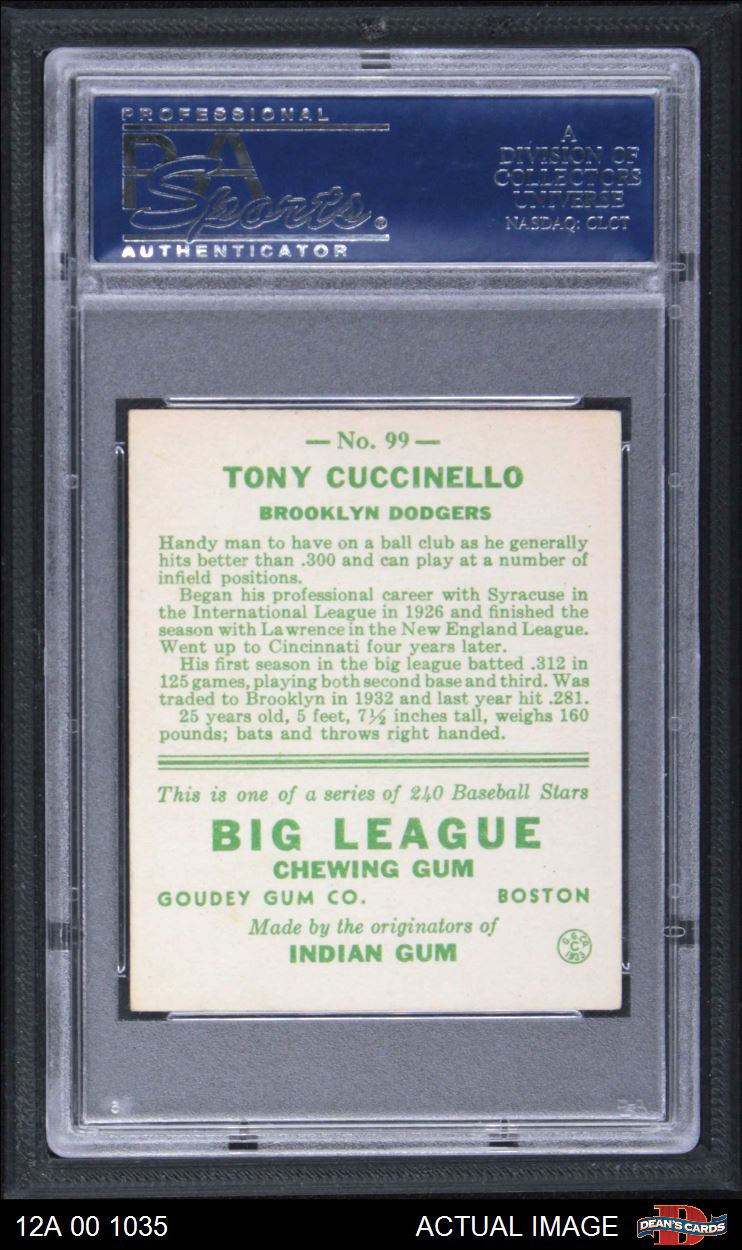 PROFESSIONAL
PSA
Sports®
AUTHENTICATOR
A
DIVISION OF
COLLECTORS
UNIVERSE
NASDAQ: CLCT
— No. 99 —
TONY CUCCINELLO
BROOKLYN DODGERS
Handy man to have on a ball club as he generally
hits better than .300 and can play at a number of
infield positions.
Began his professional career with Syracuse in
the International League in 1926 and finished the
season with Lawrence in the New England League.
Went up to Cincinnati four years later.
His first season in the big league batted .312 in
125 games, playing both second base and third. Was
traded to Brooklyn in 1932 and last year hit .281.
25 years old, 5 feet, 7½ inches tall, weighs 160
pounds; bats and throws right handed.
This is one of a series of 240 Baseball Stars
BIG LEAGUE
CHEWING GUM
GOUDEY GUM CO. BOSTON
Made by the originators of
INDIAN GUM
G.G.CO.
C
1933
8
12A 00 1035 ACTUAL IMAGE
D
DEAN'S CARDS